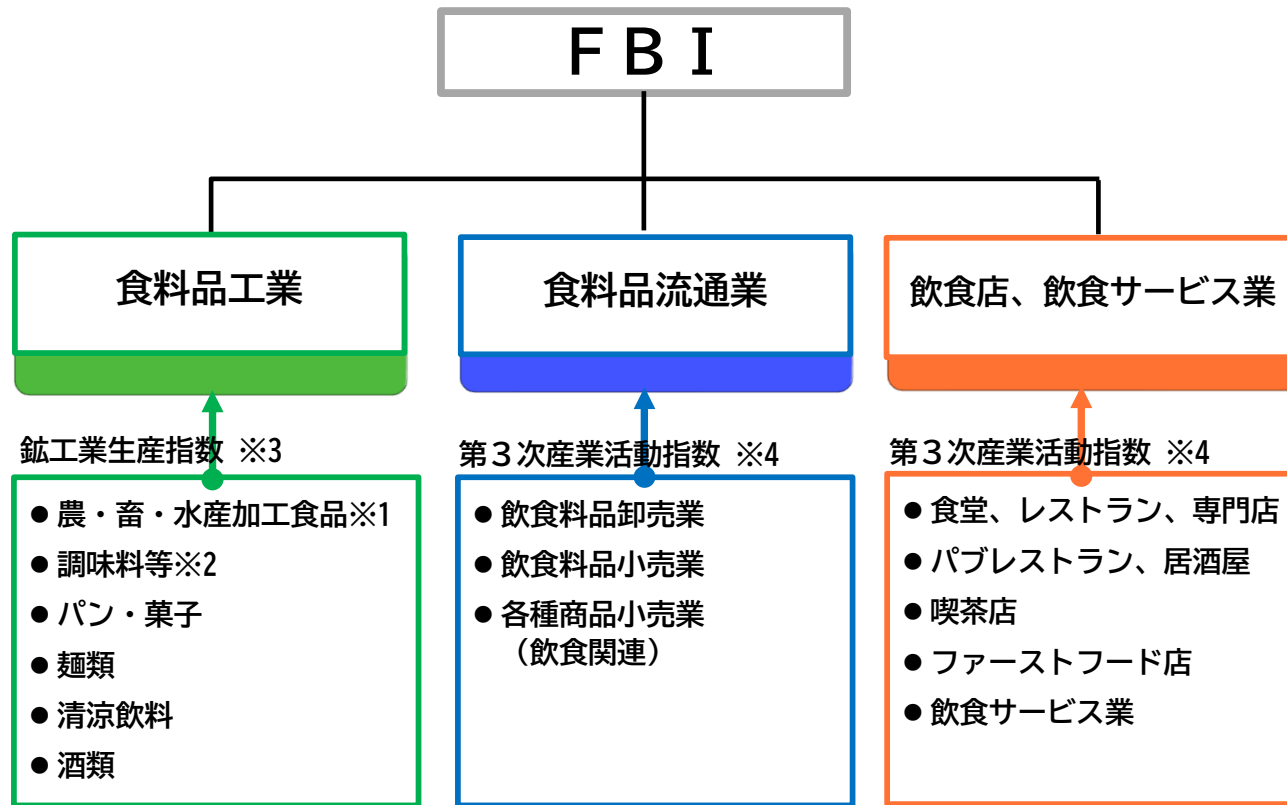 ＦＢＩ
食料品工業
食料品流通業
飲食店、飲食サービス業
鉱工業生産指数 ※3
● 農・畜・水産加工食品※1
● 調味料等※2
● パン・菓子
● 麺類
● 清涼飲料
● 酒類
第３次産業活動指数 ※4
● 飲食料品卸売業
● 飲食料品小売業
● 各種商品小売業
（飲食関連）
第３次産業活動指数 ※4
● 食堂、レストラン、専門店
● パブレストラン、居酒屋
● 喫茶店
● ファーストフード店
● 飲食サービス業